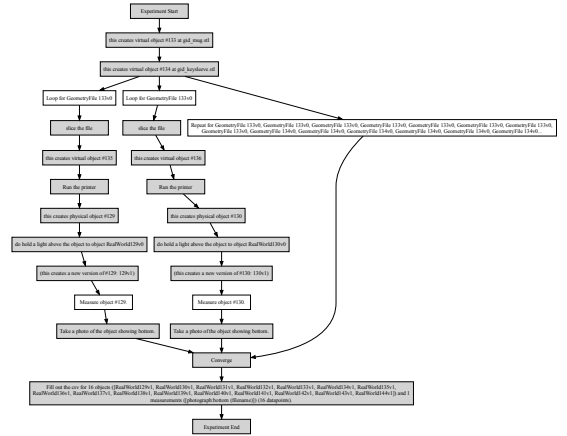 Experiment Start
this creates virtual object #133 at gid_mug.stl
this creates virtual object #134 at gid_keysleeve.stl
Loop for GeometryFile 133v0
Loop for GeometryFile 133v0
Repeat for GeometryFile 133v0, GeometryFile 133v0, GeometryFile 133v0, GeometryFile 133v0, GeometryFile 133v0, GeometryFile 133v0,
GeometryFile 133v0, GeometryFile 134v0, GeometryFile 134v0, GeometryFile 134v0, GeometryFile 134v0, GeometryFile 134v0...
slice the file
slice the file
this creates virtual object #135
this creates virtual object #136
Run the printer
Run the printer
this creates physical object #129
this creates physical object #130
do hold a light above the object to object RealWorld129v0
do hold a light above the object to object RealWorld130v0
(this creates a new version of #129: 129v1)
(this creates a new version of #130: 130v1)
Measure object #129.
Measure object #130.
Take a photo of the object showing bottom.
Take a photo of the object showing bottom.
Converge
Fill out the csv for 16 objects ([RealWorld129v1, RealWorld130v1, RealWorld131v1, RealWorld132v1, RealWorld133v1, RealWorld134v1, RealWorld135v1,
RealWorld136v1, RealWorld137v1, RealWorld138v1, RealWorld139v1, RealWorld140v1, RealWorld141v1, RealWorld142v1, RealWorld143v1, RealWorld144v1]) and 1
measurements ([photograph:bottom (filename)]) (16 datapoints).
Experiment End